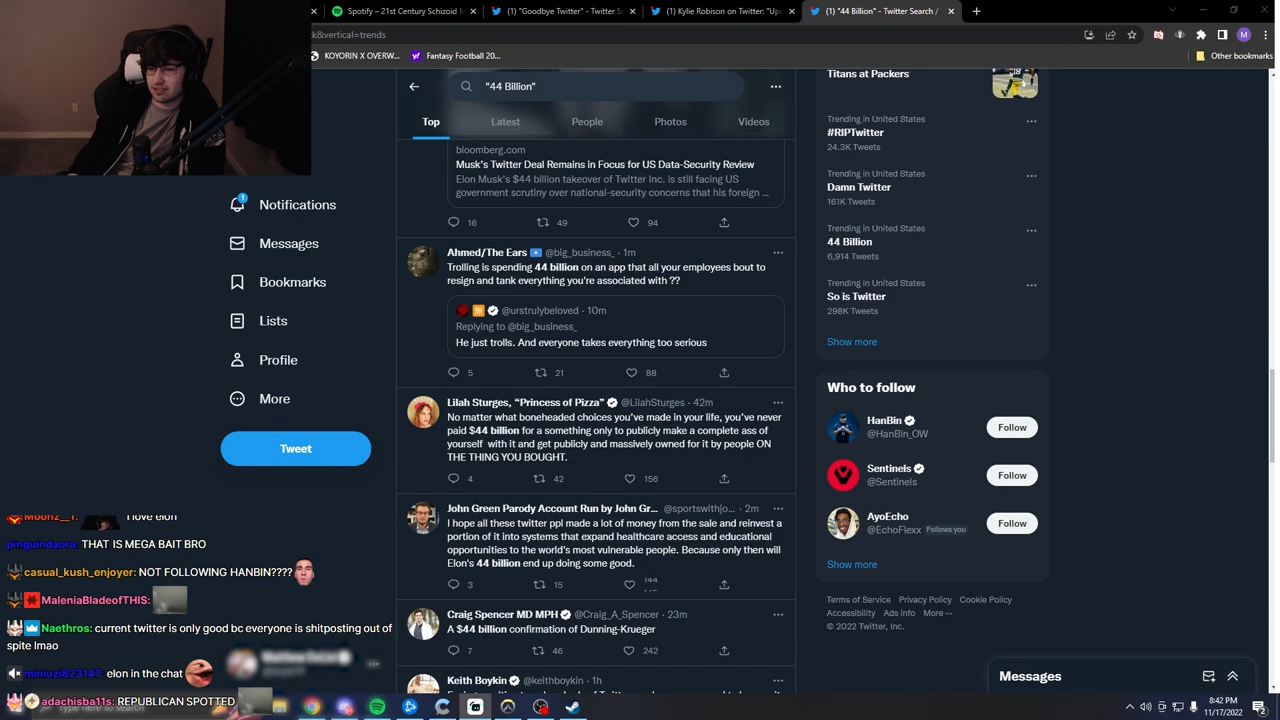 Spotify – 21st Century Schizoid M
(1) "Goodbye Twitter" - Twitter S
(1) Kylie Robison on Twitter: "Up
(1) "44 Billion" - Twitter Search /
k&vertical=trends
KOYORIN X OVERW
Fantasy Football 20...
Other bookmarks
"44 Billion"
Top
Latest
People
Photos
Videos
Notifications
Messages
Bookmarks
Lists
Profile
More
Tweet
bloomberg.com
Musk's Twitter Deal Remains in Focus for US Data-Security Review
Elon Musk's $44 billion takeover of Twitter Inc. is still facing US
government scrutiny over national-security concerns that his foreign ...
16 49 94
Ahmed/The Ears @big_business_ · 1m
Trolling is spending 44 billion on an app that all your employees bout to
resign and tank everything you're associated with ??
@urstrulybeloved · 10m
Replying to @big_business_
He just trolls. And everyone takes everything too serious
5 21 88
Lilah Sturges, “Princess of Pizza” @LilahSturges · 42m
No matter what boneheaded choices you've made in your life, you've never
paid $44 billion for a something only to publicly make a complete ass of
yourself with it and get publicly and massively owned for it by people ON
THE THING YOU BOUGHT.
4 42 156
John Green Parody Account Run by John Gr... @sportswithjo... · 2m
I hope all these twitter ppl made a lot of money from the sale and reinvest a
portion of it into systems that expand healthcare access and educational
opportunities to the world's most vulnerable people. Because only then will
Elon's 44 billion end up doing some good.
3 15 144
Craig Spencer MD MPH @Craig_A_Spencer · 23m
A $44 billion confirmation of Dunning-Krueger
7 46 242
Keith Boykin @keithboykin · 1h
Titans at Packers
Trending in United States
#RIPTwitter
24.3K Tweets
Trending in United States
Damn Twitter
161K Tweets
Trending in United States
44 Billion
6,914 Tweets
Trending in United States
So is Twitter
298K Tweets
Show more
Who to follow
HanBin
@HanBin_OW
Follow
Sentinels
@Sentinels
Follow
AyoEcho
@EchoFlexx Follows you
Follow
Show more
Terms of Service Privacy Policy Cookie Policy
Accessibility Ads info More ···
© 2022 Twitter, Inc.
Messages
Moonz__1: I love elon
pinguindaora: THAT IS MEGA BAIT BRO
casual_kush_enjoyer: NOT FOLLOWING HANBIN????
MaleniaBladeofTHIS:
Naethros: current twitter is only good bc everyone is shitposting out of
spite lmao
miniuzi823147: elon in the chat
adachisba11s: REPUBLICAN SPOTTED
Type here to search
8:42 PM
11/17/2022